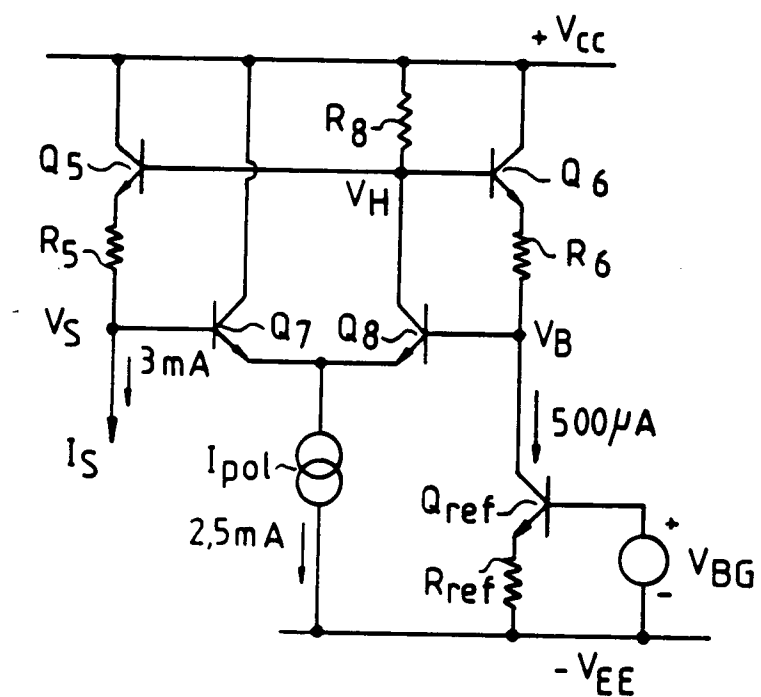 + VCC
R8
Q5
Q6
VH
R5
R6
VS
Q7
Q8
VB
3mA
500µA
IS
Ipol
Qref
2,5mA
+
VBG
Rref
-
- VEE